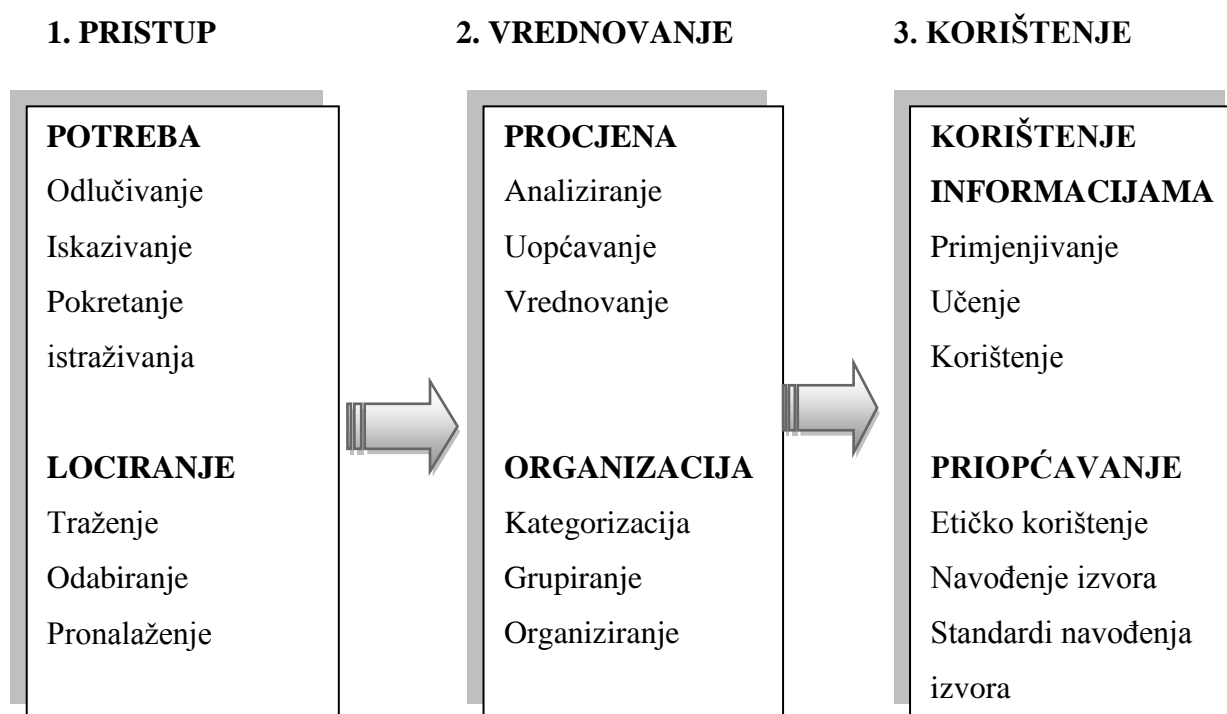 1. PRISTUP
2. VREDNOVANJE
3. KORIŠTENJE
POTREBA
Odlučivanje
Iskazivanje
Pokretanje
istraživanja
LOCIRANJE
Traženje
Odabiranje
Pronalaženje
PROCJENA
Analiziranje
Uopćavanje
Vrednovanje
ORGANIZACIJA
Kategorizacija
Grupiranje
Organiziranje
KORIŠTENJE
INFORMACIJAMA
Primjenjivanje
Učenje
Korištenje
PRIOPĆAVANJE
Etičko korištenje
Navođenje izvora
Standardi navođenja
izvora